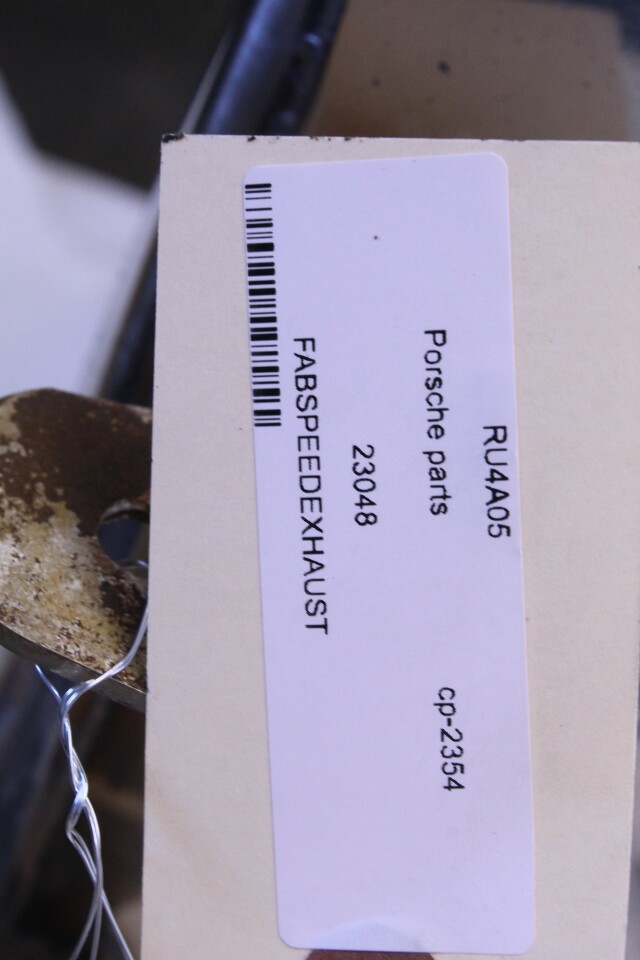 RU4A05
Porsche parts cp-2354
23048
FABSPEEDEXHAUST